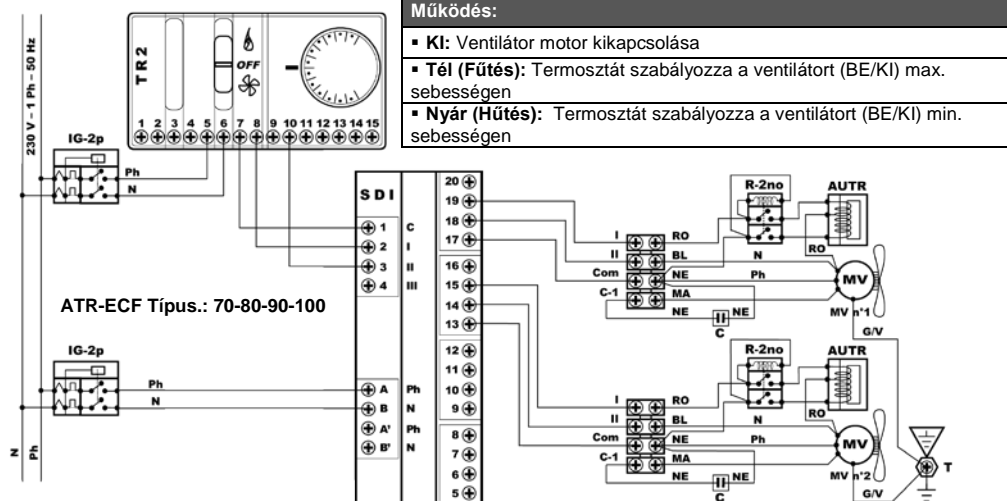 Működés:
▪ KI: Ventilátor motor kikapcsolása
▪ Tél (Fűtés): Termosztát szabályozza a ventilátort (BE/KI) max.
sebességen
▪ Nyár (Hűtés): Termosztát szabályozza a ventilátort (BE/KI) min.
sebességen
230 V – 1 Ph – 50 Hz
TR2
OFF
1 2 3 4 5 6 7 8 9 10 11 12 13 14 15
IG-2p
Ph
N
SDI
1 C
2 I
3 II
4 III
A Ph
B N
A' Ph
B' N
20
19
18
17
16
15
14
13
12
11
10
9
8
7
6
5
ATR-ECF Típus.: 70-80-90-100
IG-2p
Ph
N
N
Ph
R-2no
AUTR
I RO
II BL N RO
Com NE Ph MV
C-1 MA
NE NE MV n°1
C G/V
R-2no
AUTR
I RO
II BL N RO
Com NE Ph MV
C-1 MA
NE NE MV n°2
C G/V
T